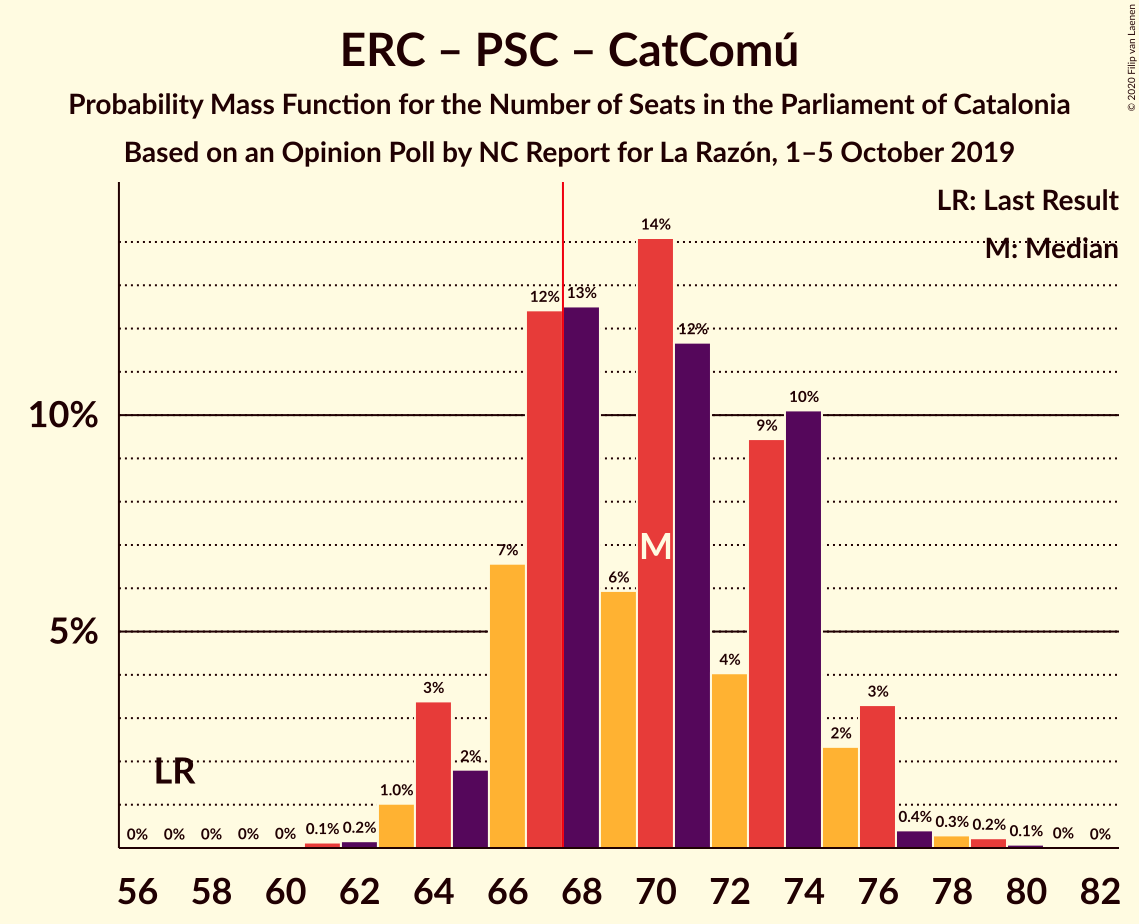 © 2020 Filip van Laenen
ERC – PSC – CatComú
Probability Mass Function for the Number of Seats in the Parliament of Catalonia
Based on an Opinion Poll by NC Report for La Razón, 1–5 October 2019
LR: Last Result
M: Median
10%
5%
LR
M
0% 0% 0% 0% 0% 0.1% 0.2% 1.0% 3% 2% 7% 12% 13% 6% 14% 12% 4% 9% 10% 2% 3% 0.4% 0.3% 0.2% 0.1% 0% 0%
56 58 60 62 64 66 68 70 72 74 76 78 80 82